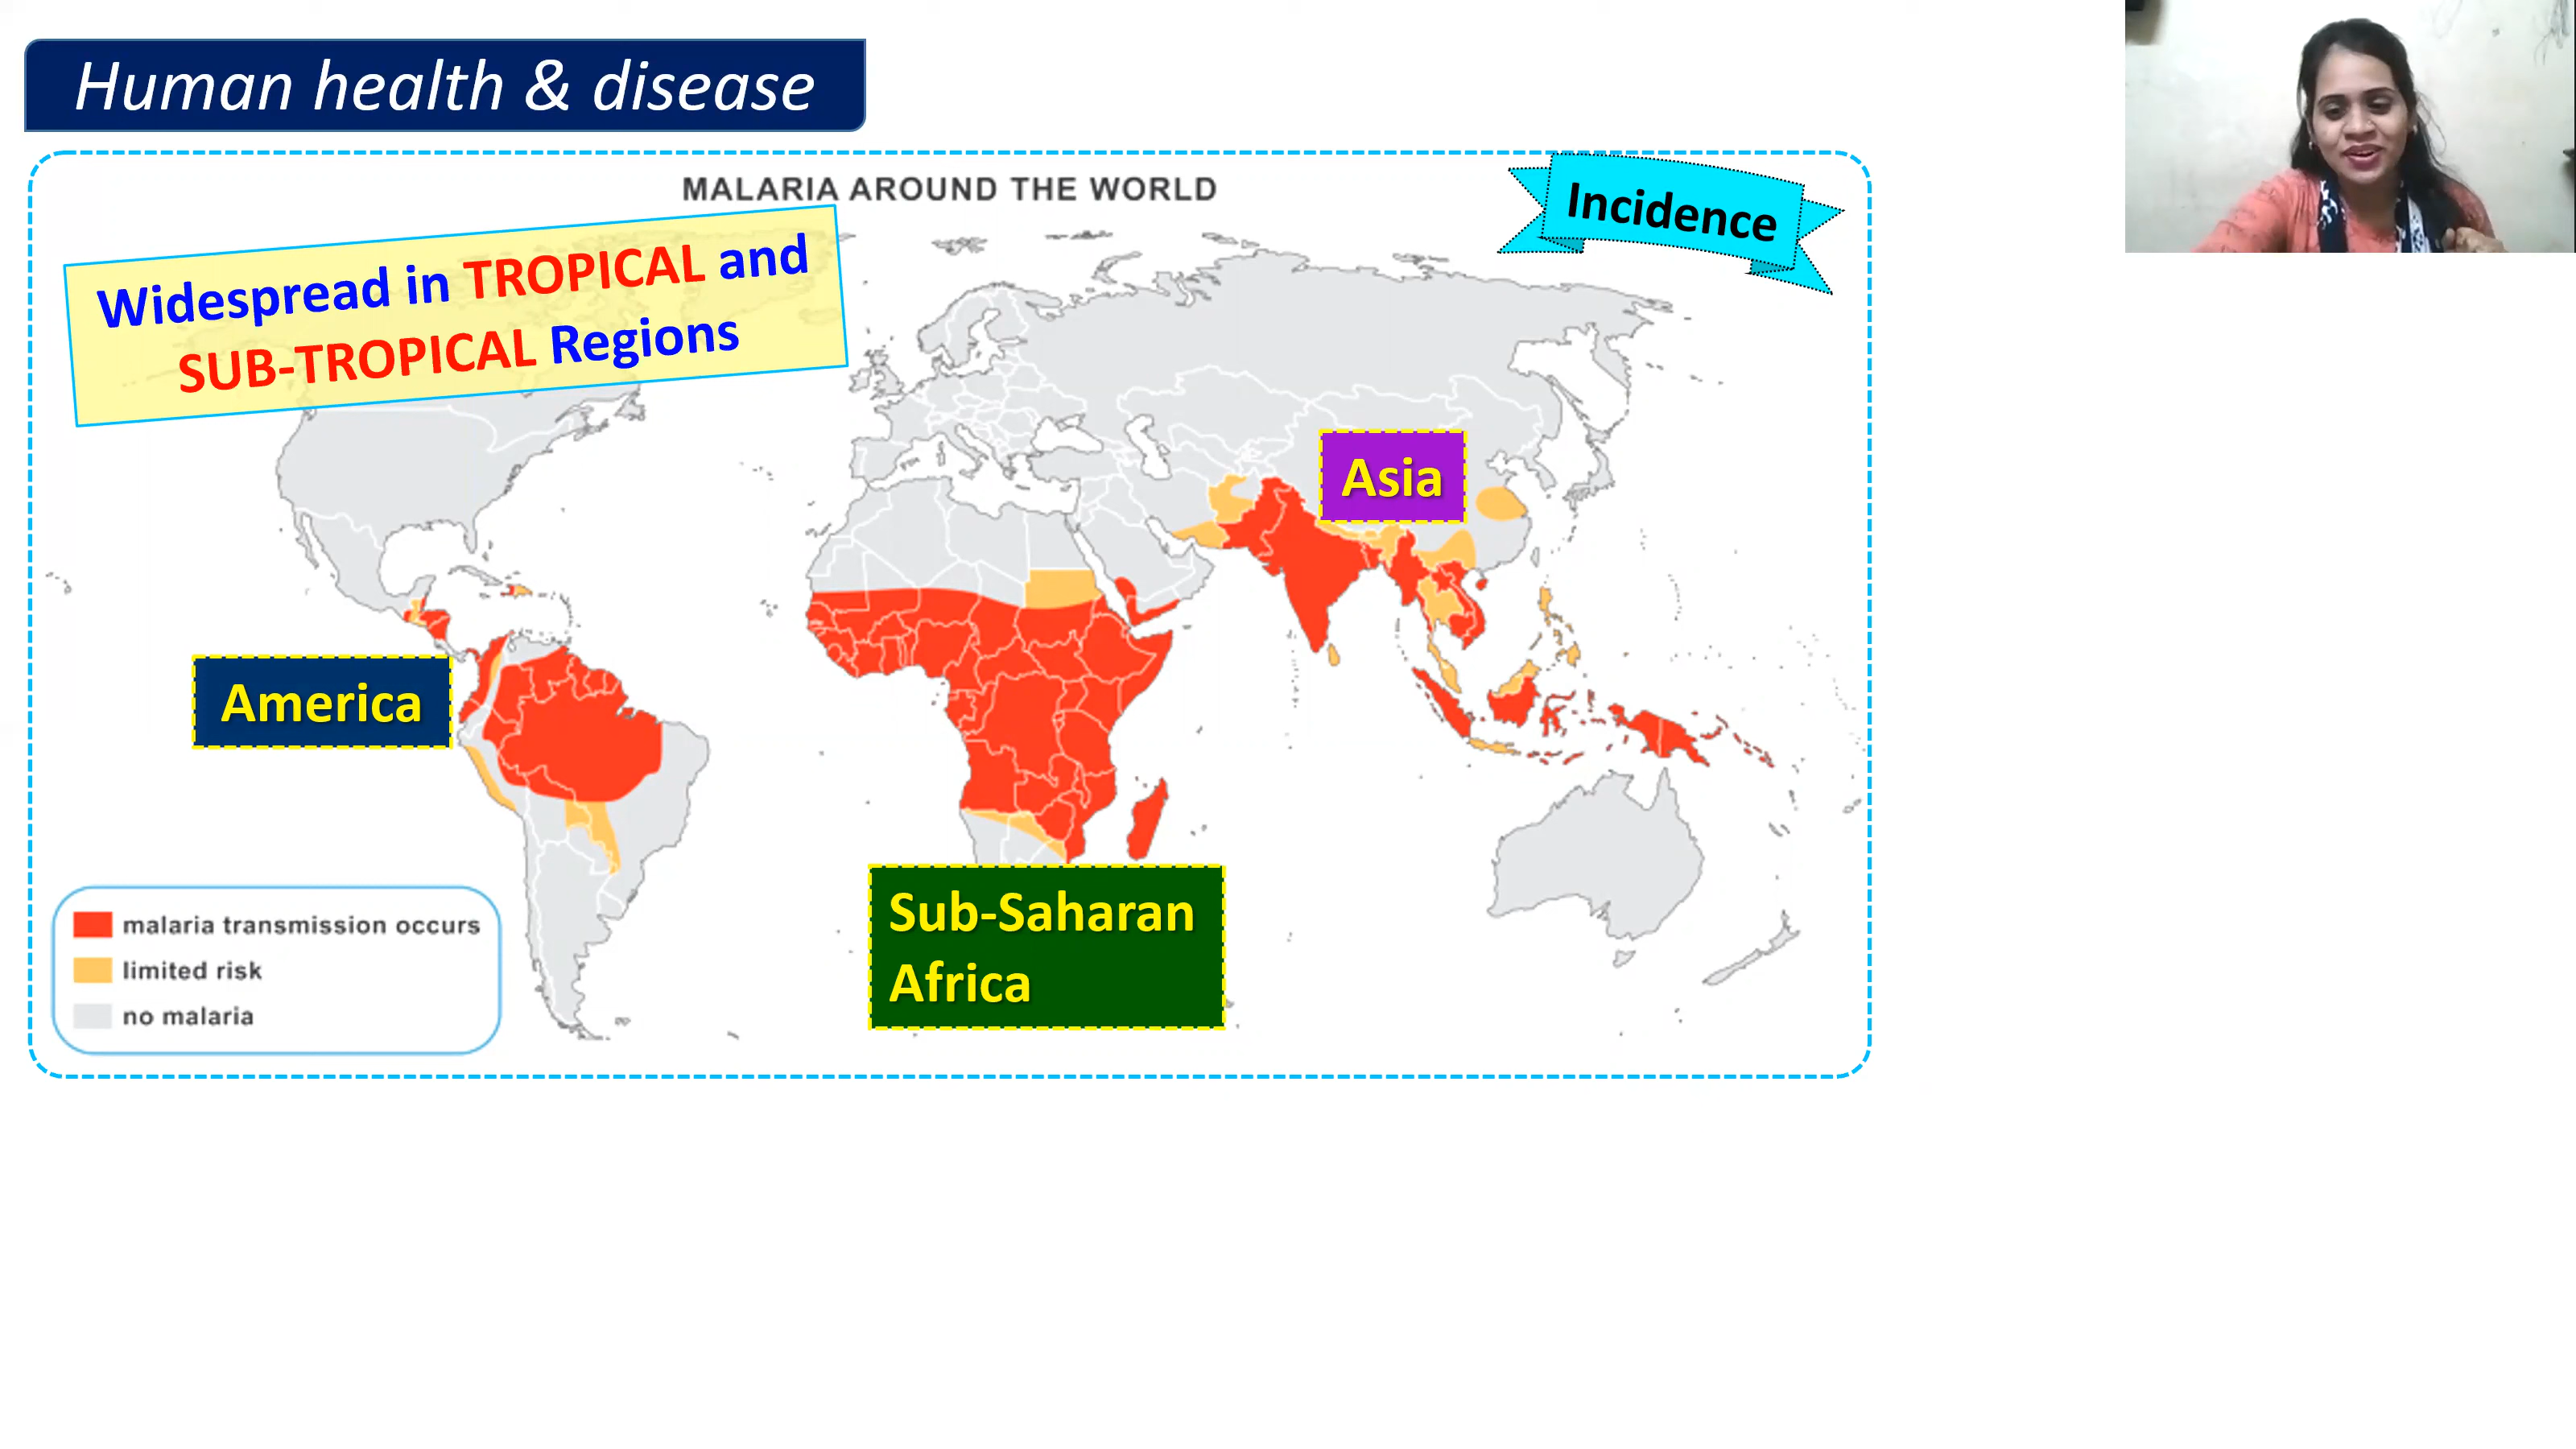 Human health & disease
MALARIA AROUND THE WORLD
Incidence
Widespread in TROPICAL and
SUB-TROPICAL Regions
Asia
America
Sub-Saharan
Africa
malaria transmission occurs
limited risk
no malaria